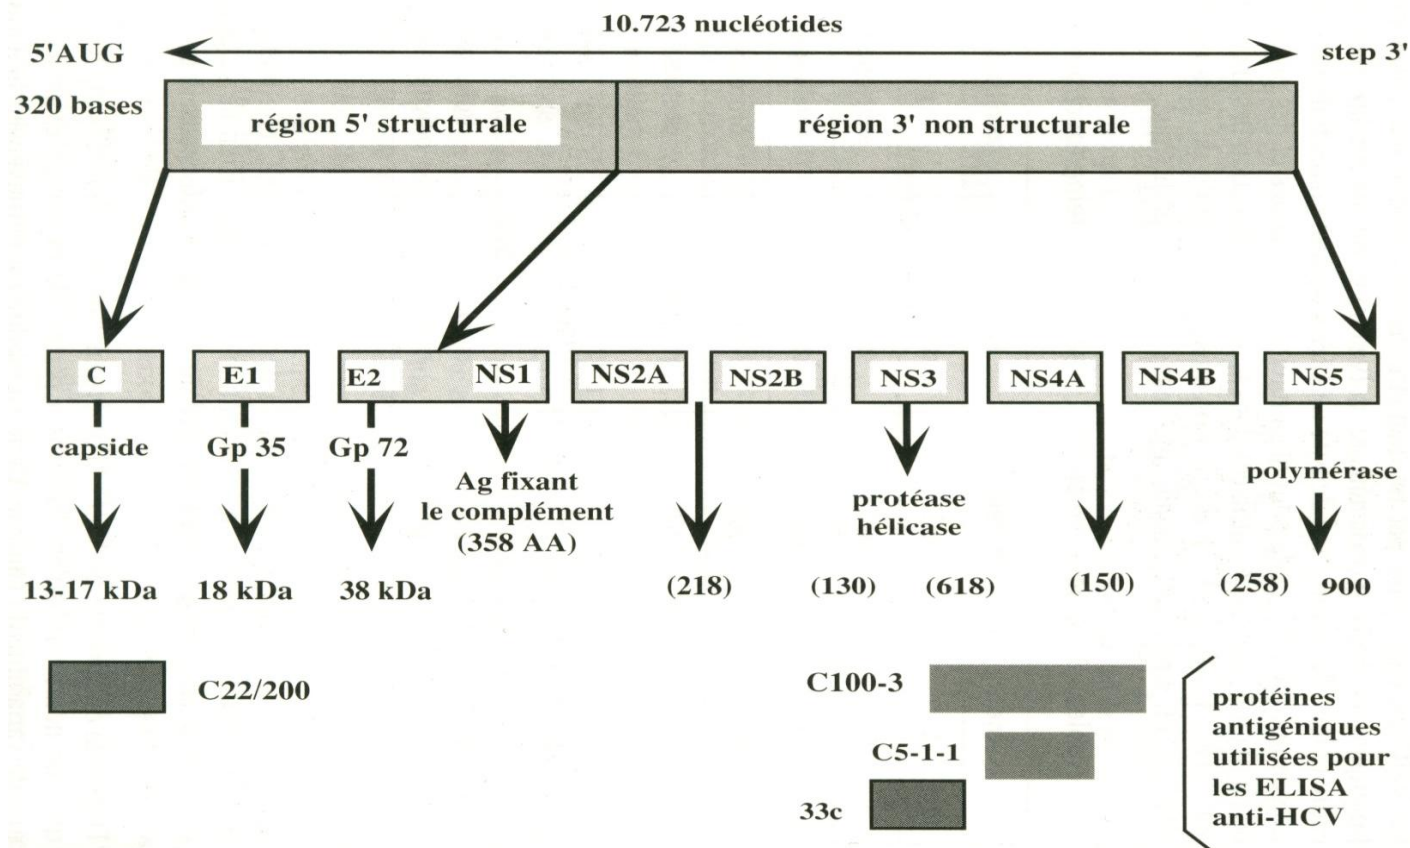 10.723 nucléotides
5'AUG
step 3'
320 bases
région 5' structurale
région 3' non structurale
C
E1
E2
NS1
NS2A
NS2B
NS3
NS4A
NS4B
NS5
capside
Gp 35
Gp 72
Ag fixant
le complément
(358 AA)
protéase
hélicase
polymérase
13-17 kDa
18 kDa
38 kDa
(218)
(130)
(618)
(150)
(258)
900
C22/200
C100-3
C5-1-1
33c
protéines
antigéniques
utilisées pour
les ELISA
anti-HCV